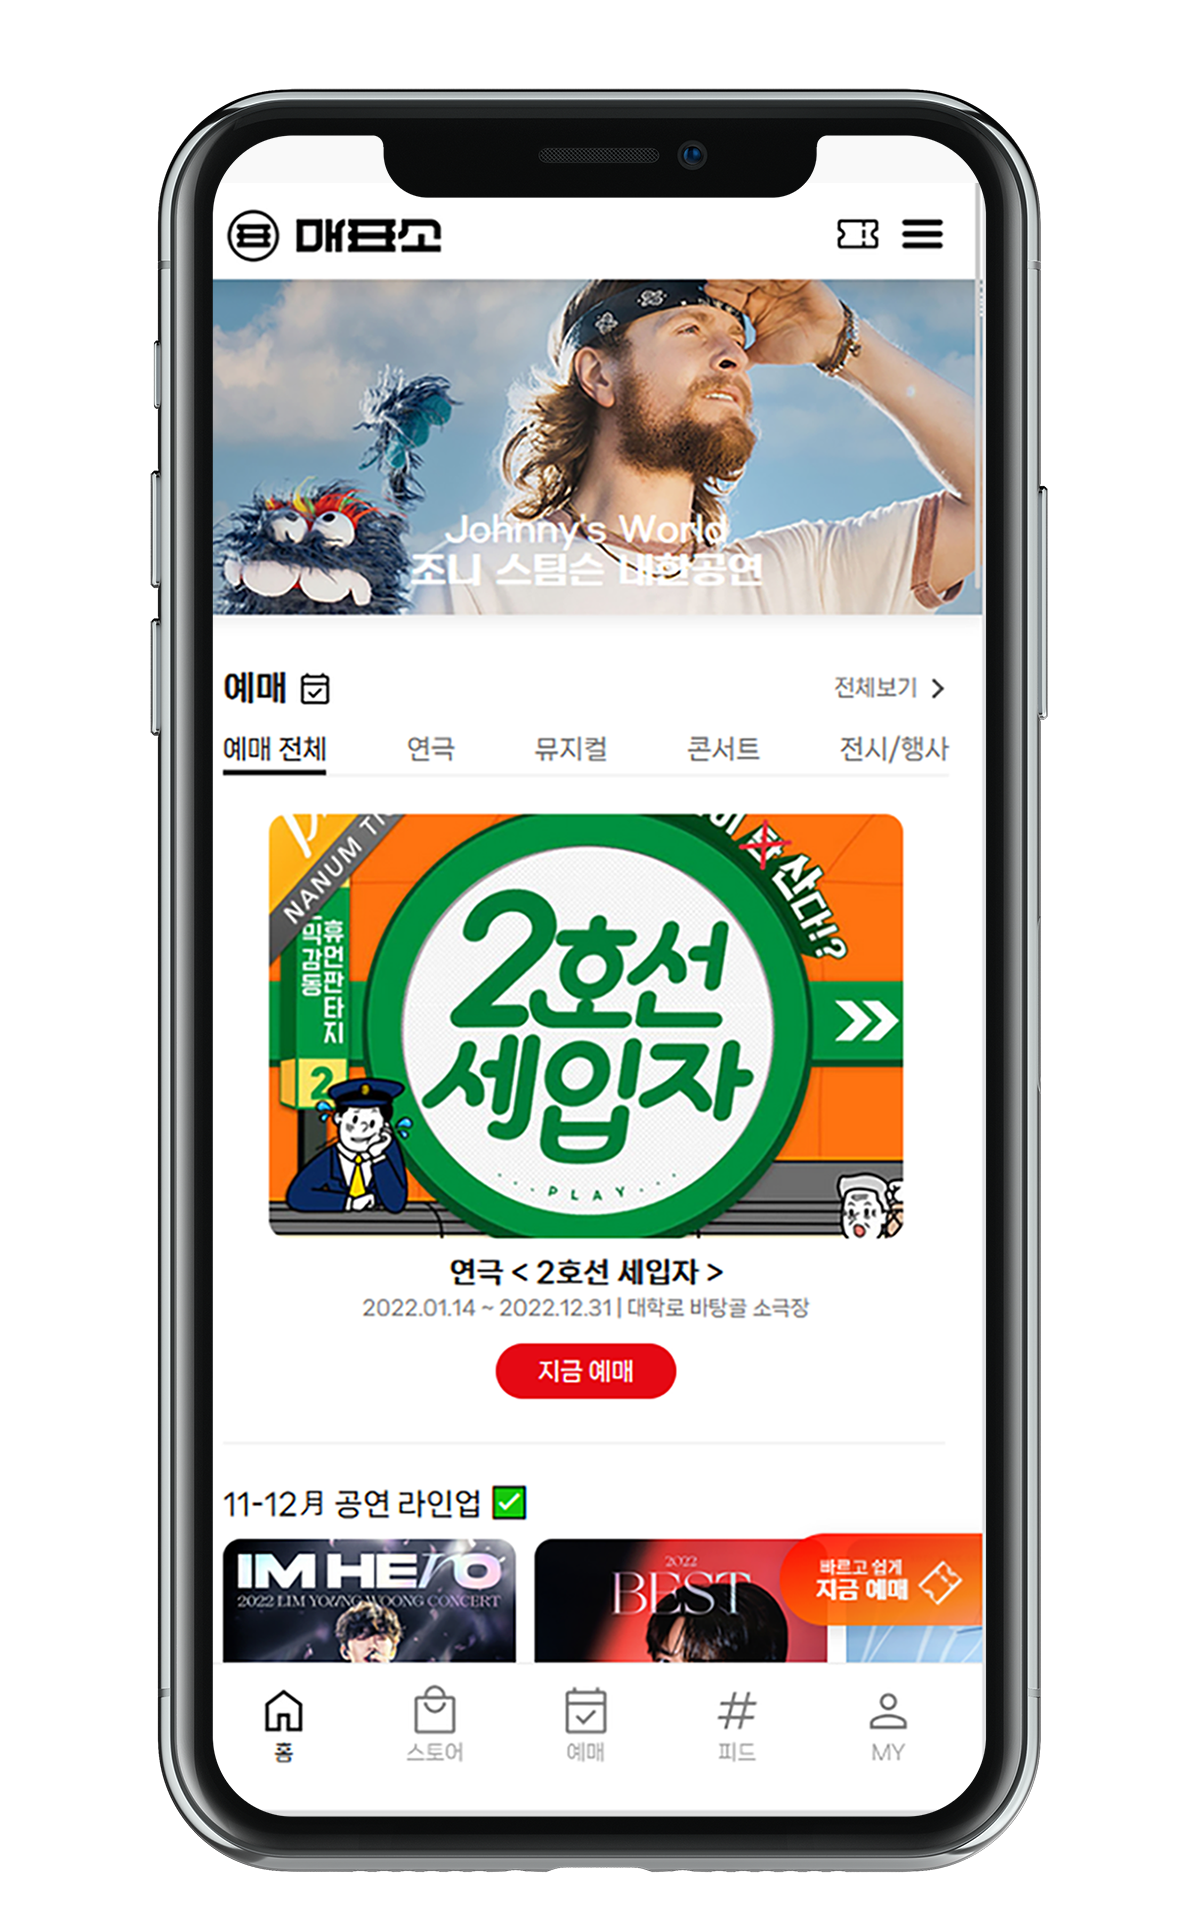 매표소
Johnny's World
조니 스팀슨 내한공연
예매
전체보기
예매 전체 연극 뮤지컬 콘서트 전시/행사
NANUM TIC
휴먼판타지
믹감동
2
산다!?
2호선
세입자
PLAY
연극 < 2호선 세입자 >
2022.01.14 ~ 2022.12.31 | 대학로 바탕골 소극장
지금 예매
11-12月 공연 라인업
IM HERO
2022 LIM YOUNG WOONG CONCERT
2022
BEST
빠르고 쉽게
지금 예매
홈 스토어 예매 피드 MY